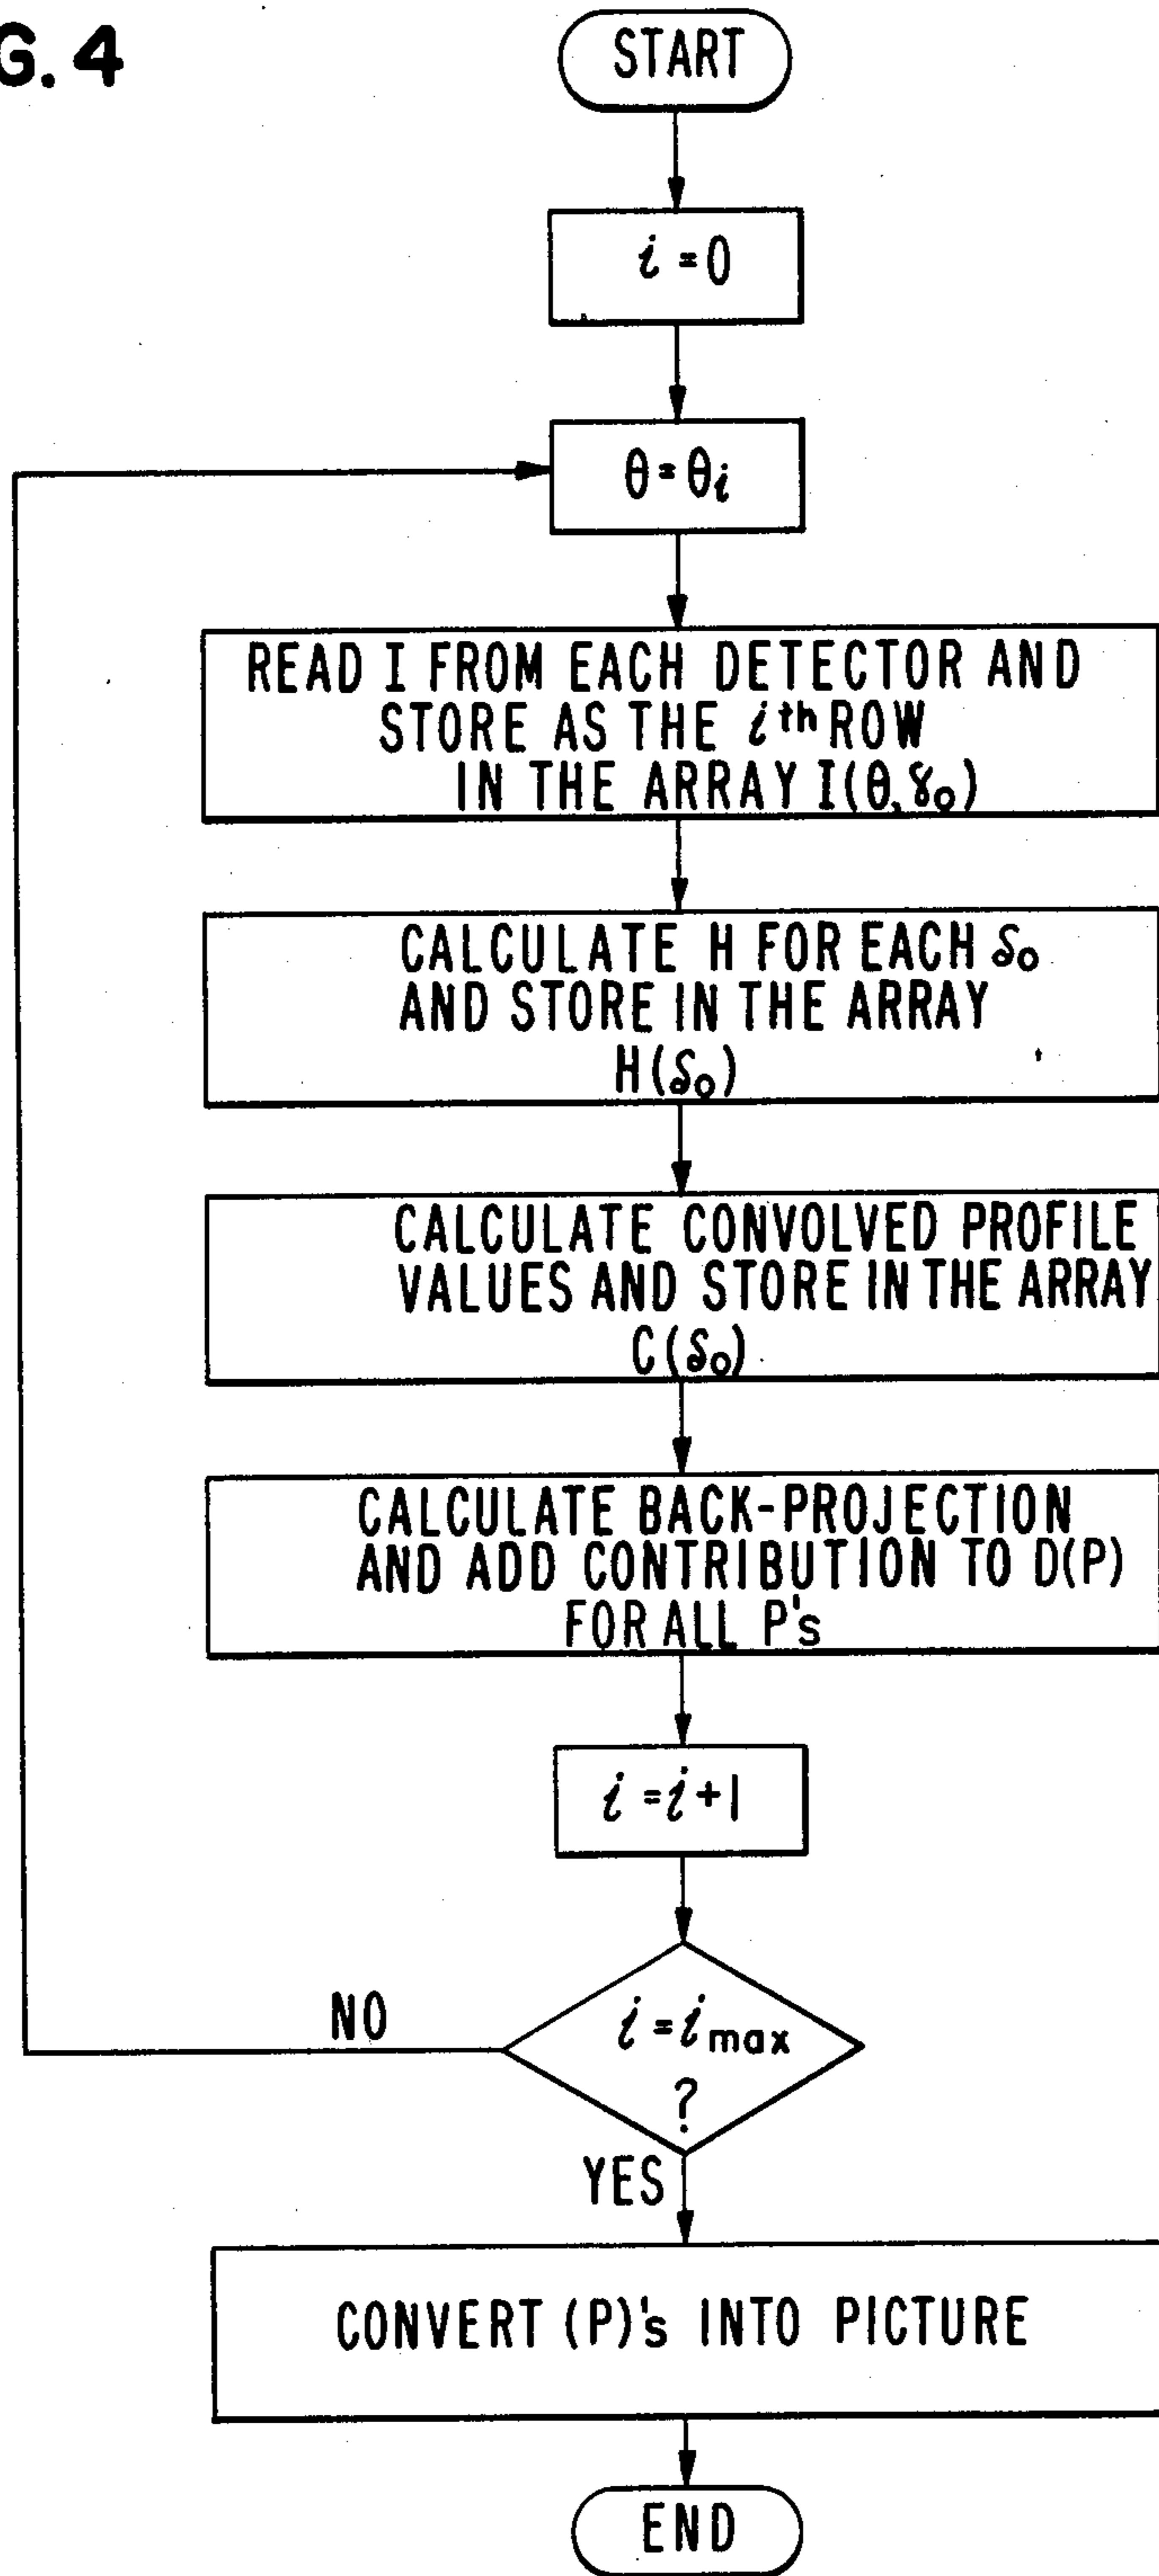 G. 4
START
i = 0
θ = θi
READ I FROM EACH DETECTOR AND
STORE AS THE ith ROW
IN THE ARRAY I(θ, γ₀)
CALCULATE H FOR EACH δ₀
AND STORE IN THE ARRAY
H(δ₀)
CALCULATE CONVOLVED PROFILE
VALUES AND STORE IN THE ARRAY
C(δ₀)
CALCULATE BACK-PROJECTION
AND ADD CONTRIBUTION TO D(P)
FOR ALL P's
i = i+1
i = i max
?
NO
YES
CONVERT (P)'s INTO PICTURE
END